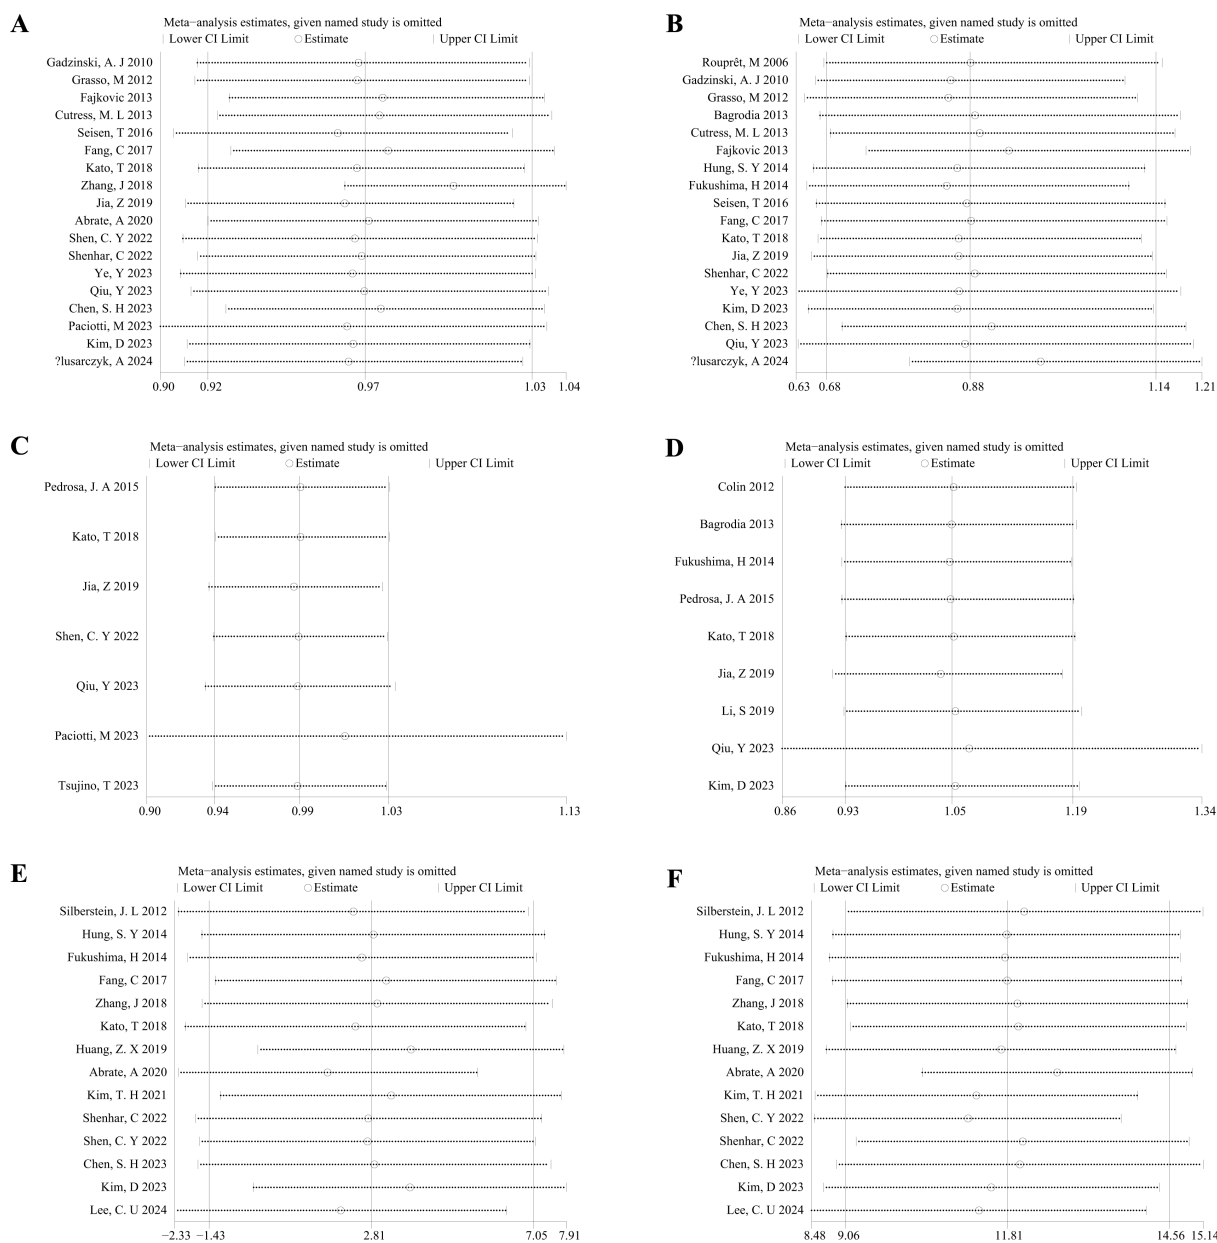 A
Meta−analysis estimates, given named study is omitted
Lower CI Limit Estimate Upper CI Limit
Gadzinski, A. J 2010
Grasso, M 2012
Fajkovic 2013
Cutress, M. L 2013
Seisen, T 2016
Fang, C 2017
Kato, T 2018
Zhang, J 2018
Jia, Z 2019
Abrate, A 2020
Shen, C. Y 2022
Shenhar, C 2022
Ye, Y 2023
Qiu, Y 2023
Chen, S. H 2023
Paciotti, M 2023
Kim, D 2023
?lusarczyk, A 2024
0.90 0.92 0.97 1.03 1.04
B
Meta−analysis estimates, given named study is omitted
Lower CI Limit Estimate Upper CI Limit
Rouprêt, M 2006
Gadzinski, A. J 2010
Grasso, M 2012
Bagrodia 2013
Cutress, M. L 2013
Fajkovic 2013
Hung, S. Y 2014
Fukushima, H 2014
Seisen, T 2016
Fang, C 2017
Kato, T 2018
Jia, Z 2019
Shenhar, C 2022
Ye, Y 2023
Kim, D 2023
Chen, S. H 2023
Qiu, Y 2023
?lusarczyk, A 2024
0.63 0.68 0.88 1.14 1.21
C
Meta−analysis estimates, given named study is omitted
Lower CI Limit Estimate Upper CI Limit
Pedrosa, J. A 2015
Kato, T 2018
Jia, Z 2019
Shen, C. Y 2022
Qiu, Y 2023
Paciotti, M 2023
Tsujino, T 2023
0.90 0.94 0.99 1.03 1.13
D
Meta−analysis estimates, given named study is omitted
Lower CI Limit Estimate Upper CI Limit
Colin 2012
Bagrodia 2013
Fukushima, H 2014
Pedrosa, J. A 2015
Kato, T 2018
Jia, Z 2019
Li, S 2019
Qiu, Y 2023
Kim, D 2023
0.86 0.93 1.05 1.19 1.34
E
Meta−analysis estimates, given named study is omitted
Lower CI Limit Estimate Upper CI Limit
Silberstein, J. L 2012
Hung, S. Y 2014
Fukushima, H 2014
Fang, C 2017
Zhang, J 2018
Kato, T 2018
Huang, Z. X 2019
Abrate, A 2020
Kim, T. H 2021
Shenhar, C 2022
Shen, C. Y 2022
Chen, S. H 2023
Kim, D 2023
Lee, C. U 2024
−2.33 −1.43 2.81 7.05 7.91
F
Meta−analysis estimates, given named study is omitted
Lower CI Limit Estimate Upper CI Limit
Silberstein, J. L 2012
Hung, S. Y 2014
Fukushima, H 2014
Fang, C 2017
Zhang, J 2018
Kato, T 2018
Huang, Z. X 2019
Abrate, A 2020
Kim, T. H 2021
Shen, C. Y 2022
Shenhar, C 2022
Chen, S. H 2023
Kim, D 2023
Lee, C. U 2024
8.48 9.06 11.81 14.56 15.14